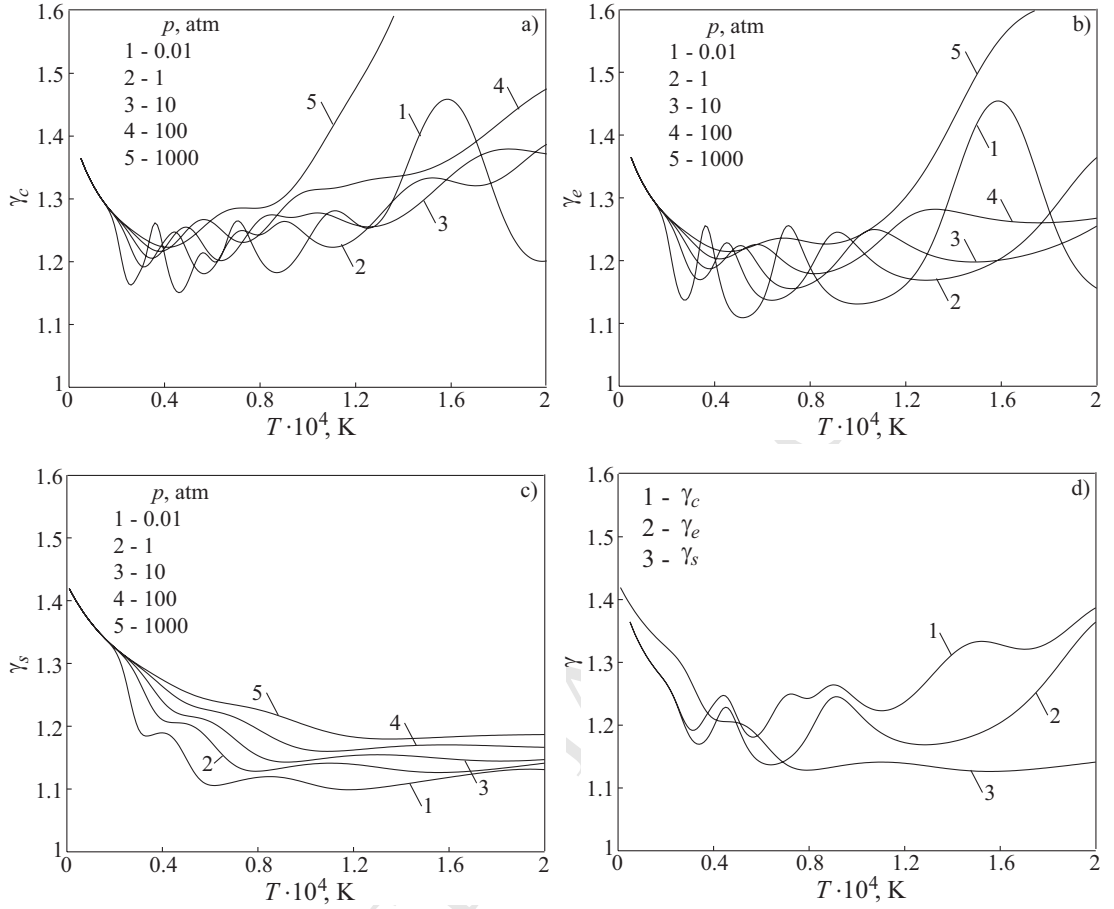 1.6
p, atm
a)
1 - 0.01
2 - 1
3 - 10
4 - 100
5 - 1000
1.5
1.4
1.3
1.2
1.1
1
γc
5
1
4
3
2
0
0.4
0.8
1.2
1.6
2
T ·10⁴, K
1.6
p, atm
b)
1 - 0.01
2 - 1
3 - 10
4 - 100
5 - 1000
1.5
1.4
1.3
1.2
1.1
1
γe
5
1
4
3
2
0
0.4
0.8
1.2
1.6
2
T ·10⁴, K
1.6
p, atm
c)
1 - 0.01
2 - 1
3 - 10
4 - 100
5 - 1000
1.5
1.4
1.3
1.2
1.1
1
γs
5
4
2
3
1
0
0.4
0.8
1.2
1.6
2
T ·10⁴, K
1.6
d)
1 - γc
2 - γe
3 - γs
1.5
1.4
1.3
1.2
1.1
1
γ
1
2
3
0
0.4
0.8
1.2
1.6
2
T ·10⁴, K